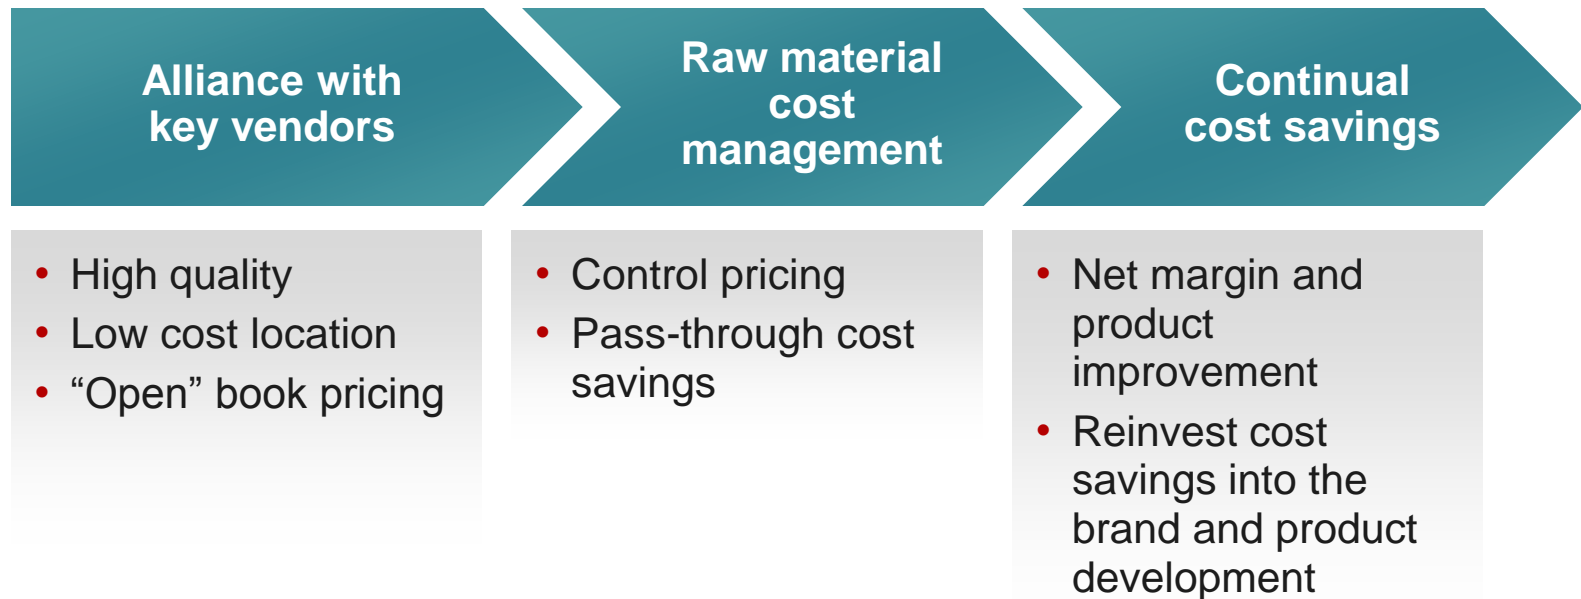 Alliance with
key vendors
Raw material
cost
management
Continual
cost savings
• High quality
• Low cost location
• “Open” book pricing
• Control pricing
• Pass-through cost
savings
• Net margin and
product
improvement
• Reinvest cost
savings into the
brand and product
development